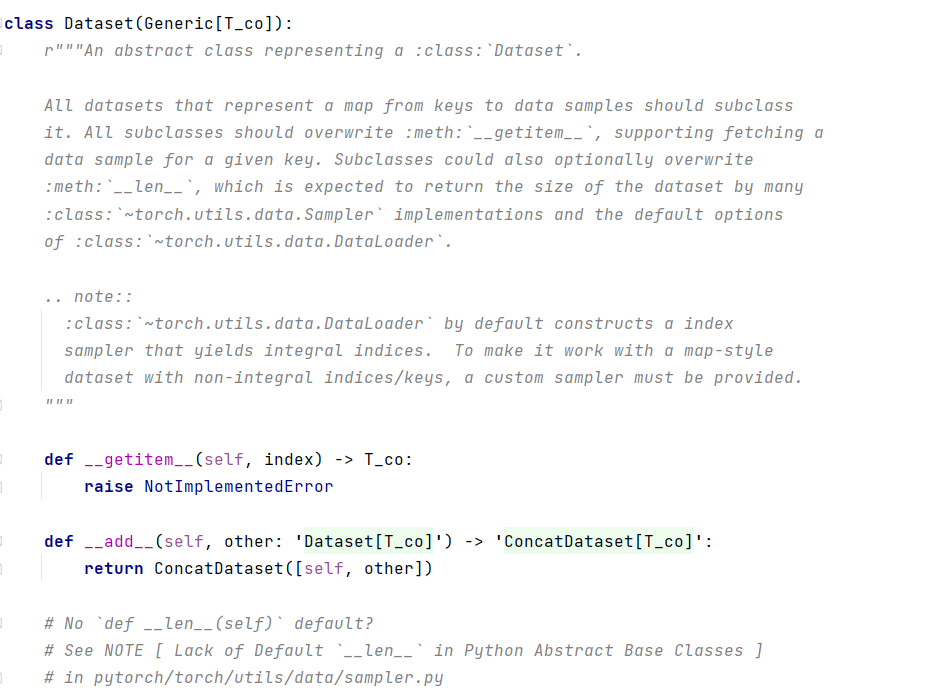 class Dataset(Generic[T_co]):
    r"""An abstract class representing a :class:`Dataset`.

    All datasets that represent a map from keys to data samples should subclass
    it. All subclasses should overwrite :meth:`__getitem__`, supporting fetching a
    data sample for a given key. Subclasses could also optionally overwrite
    :meth:`__len__`, which is expected to return the size of the dataset by many
    :class:`~torch.utils.data.Sampler` implementations and the default options
    of :class:`~torch.utils.data.DataLoader`.

    .. note::
      :class:`~torch.utils.data.DataLoader` by default constructs a index
      sampler that yields integral indices.  To make it work with a map-style
      dataset with non-integral indices/keys, a custom sampler must be provided.
    """

    def __getitem__(self, index) -> T_co:
        raise NotImplementedError

    def __add__(self, other: 'Dataset[T_co]') -> 'ConcatDataset[T_co]':
        return ConcatDataset([self, other])

    # No `def __len__(self)` default?
    # See NOTE [ Lack of Default `__len__` in Python Abstract Base Classes ]
    # in pytorch/torch/utils/data/sampler.py